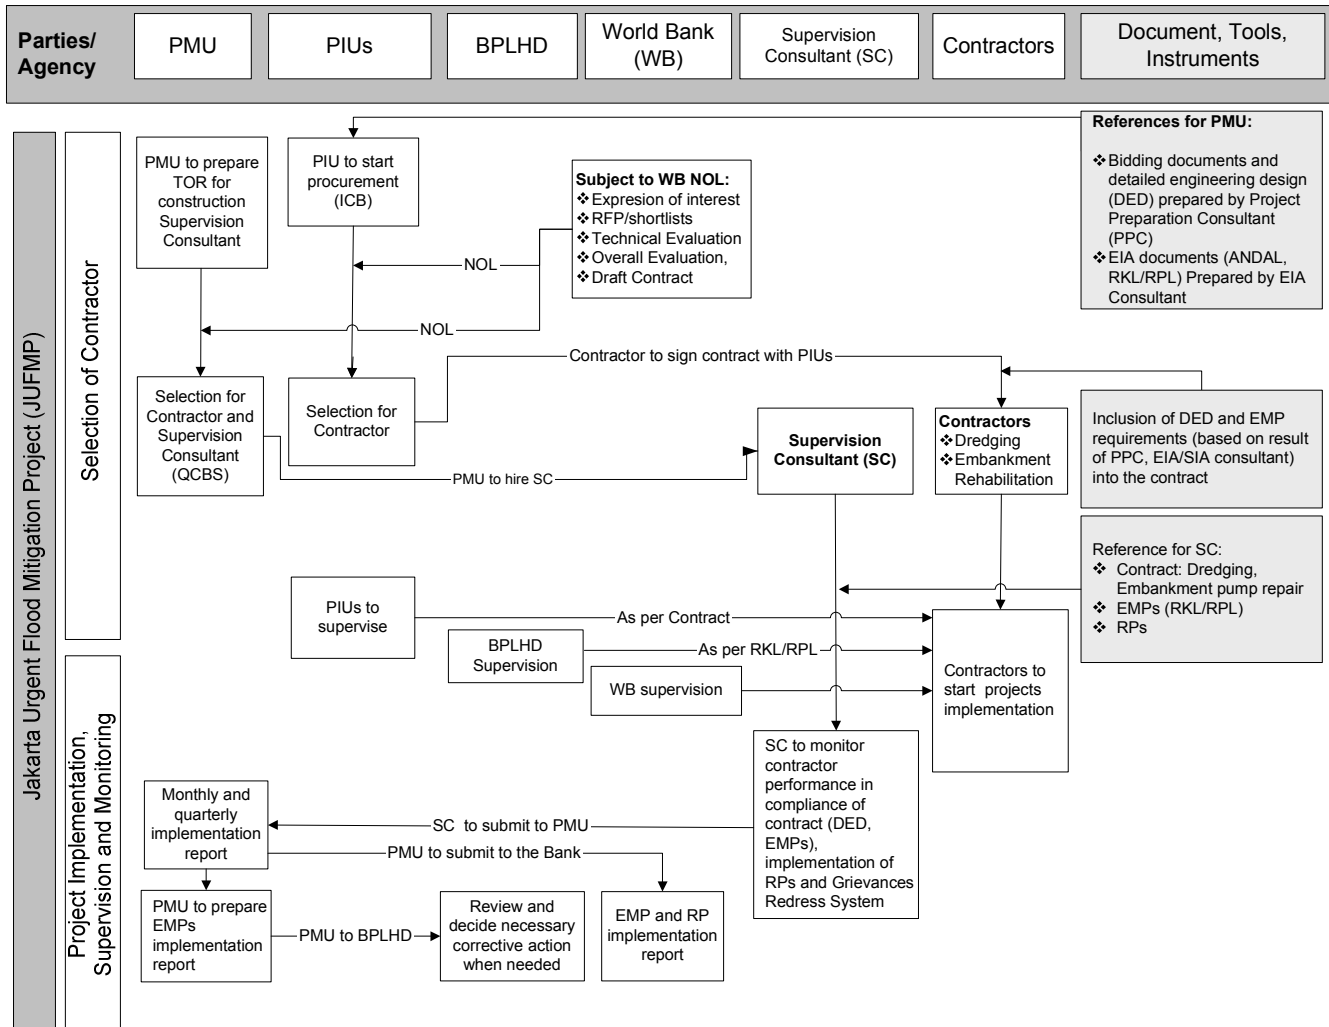 Parties/
Agency
PMU
PIUs
BPLHD
World Bank
(WB)
Supervision
Consultant (SC)
Contractors
Document, Tools,
Instruments
Jakarta Urgent Flood Mitigation Project (JUFMP)
Selection of Contractor
PMU to prepare
TOR for
construction
Supervision
Consultant
PIU to start
procurement
(ICB)
Subject to WB NOL:
❖Expresion of interest
❖RFP/shortlists
❖Technical Evaluation
❖Overall Evaluation,
❖Draft Contract
References for PMU:
❖Bidding documents and
detailed engineering design
(DED) prepared by Project
Preparation Consultant
(PPC)
❖EIA documents (ANDAL,
RKL/RPL) Prepared by EIA
Consultant
NOL
NOL
Contractor to sign contract with PIUs
Selection for
Contractor and
Supervision
Consultant
(QCBS)
Selection for
Contractor
PMU to hire SC
Supervision
Consultant (SC)
Contractors
❖Dredging
❖Embankment
Rehabilitation
Inclusion of DED and EMP
requirements (based on result
of PPC, EIA/SIA consultant)
into the contract
Reference for SC:
❖ Contract: Dredging,
Embankment pump repair
❖ EMPs (RKL/RPL)
❖ RPs
PIUs to
supervise
As per Contract
BPLHD
Supervision
As per RKL/RPL
WB supervision
Contractors to
start projects
implementation
Project Implementation,
Supervision and Monitoring
SC to monitor
contractor
performance in
compliance of
contract (DED,
EMPs),
implementation of
RPs and Grievances
Redress System
Monthly and
quarterly
implementation
report
SC to submit to PMU
PMU to submit to the Bank
PMU to prepare
EMPs
implementation
report
PMU to BPLHD
Review and
decide necessary
corrective action
when needed
EMP and RP
implementation
report